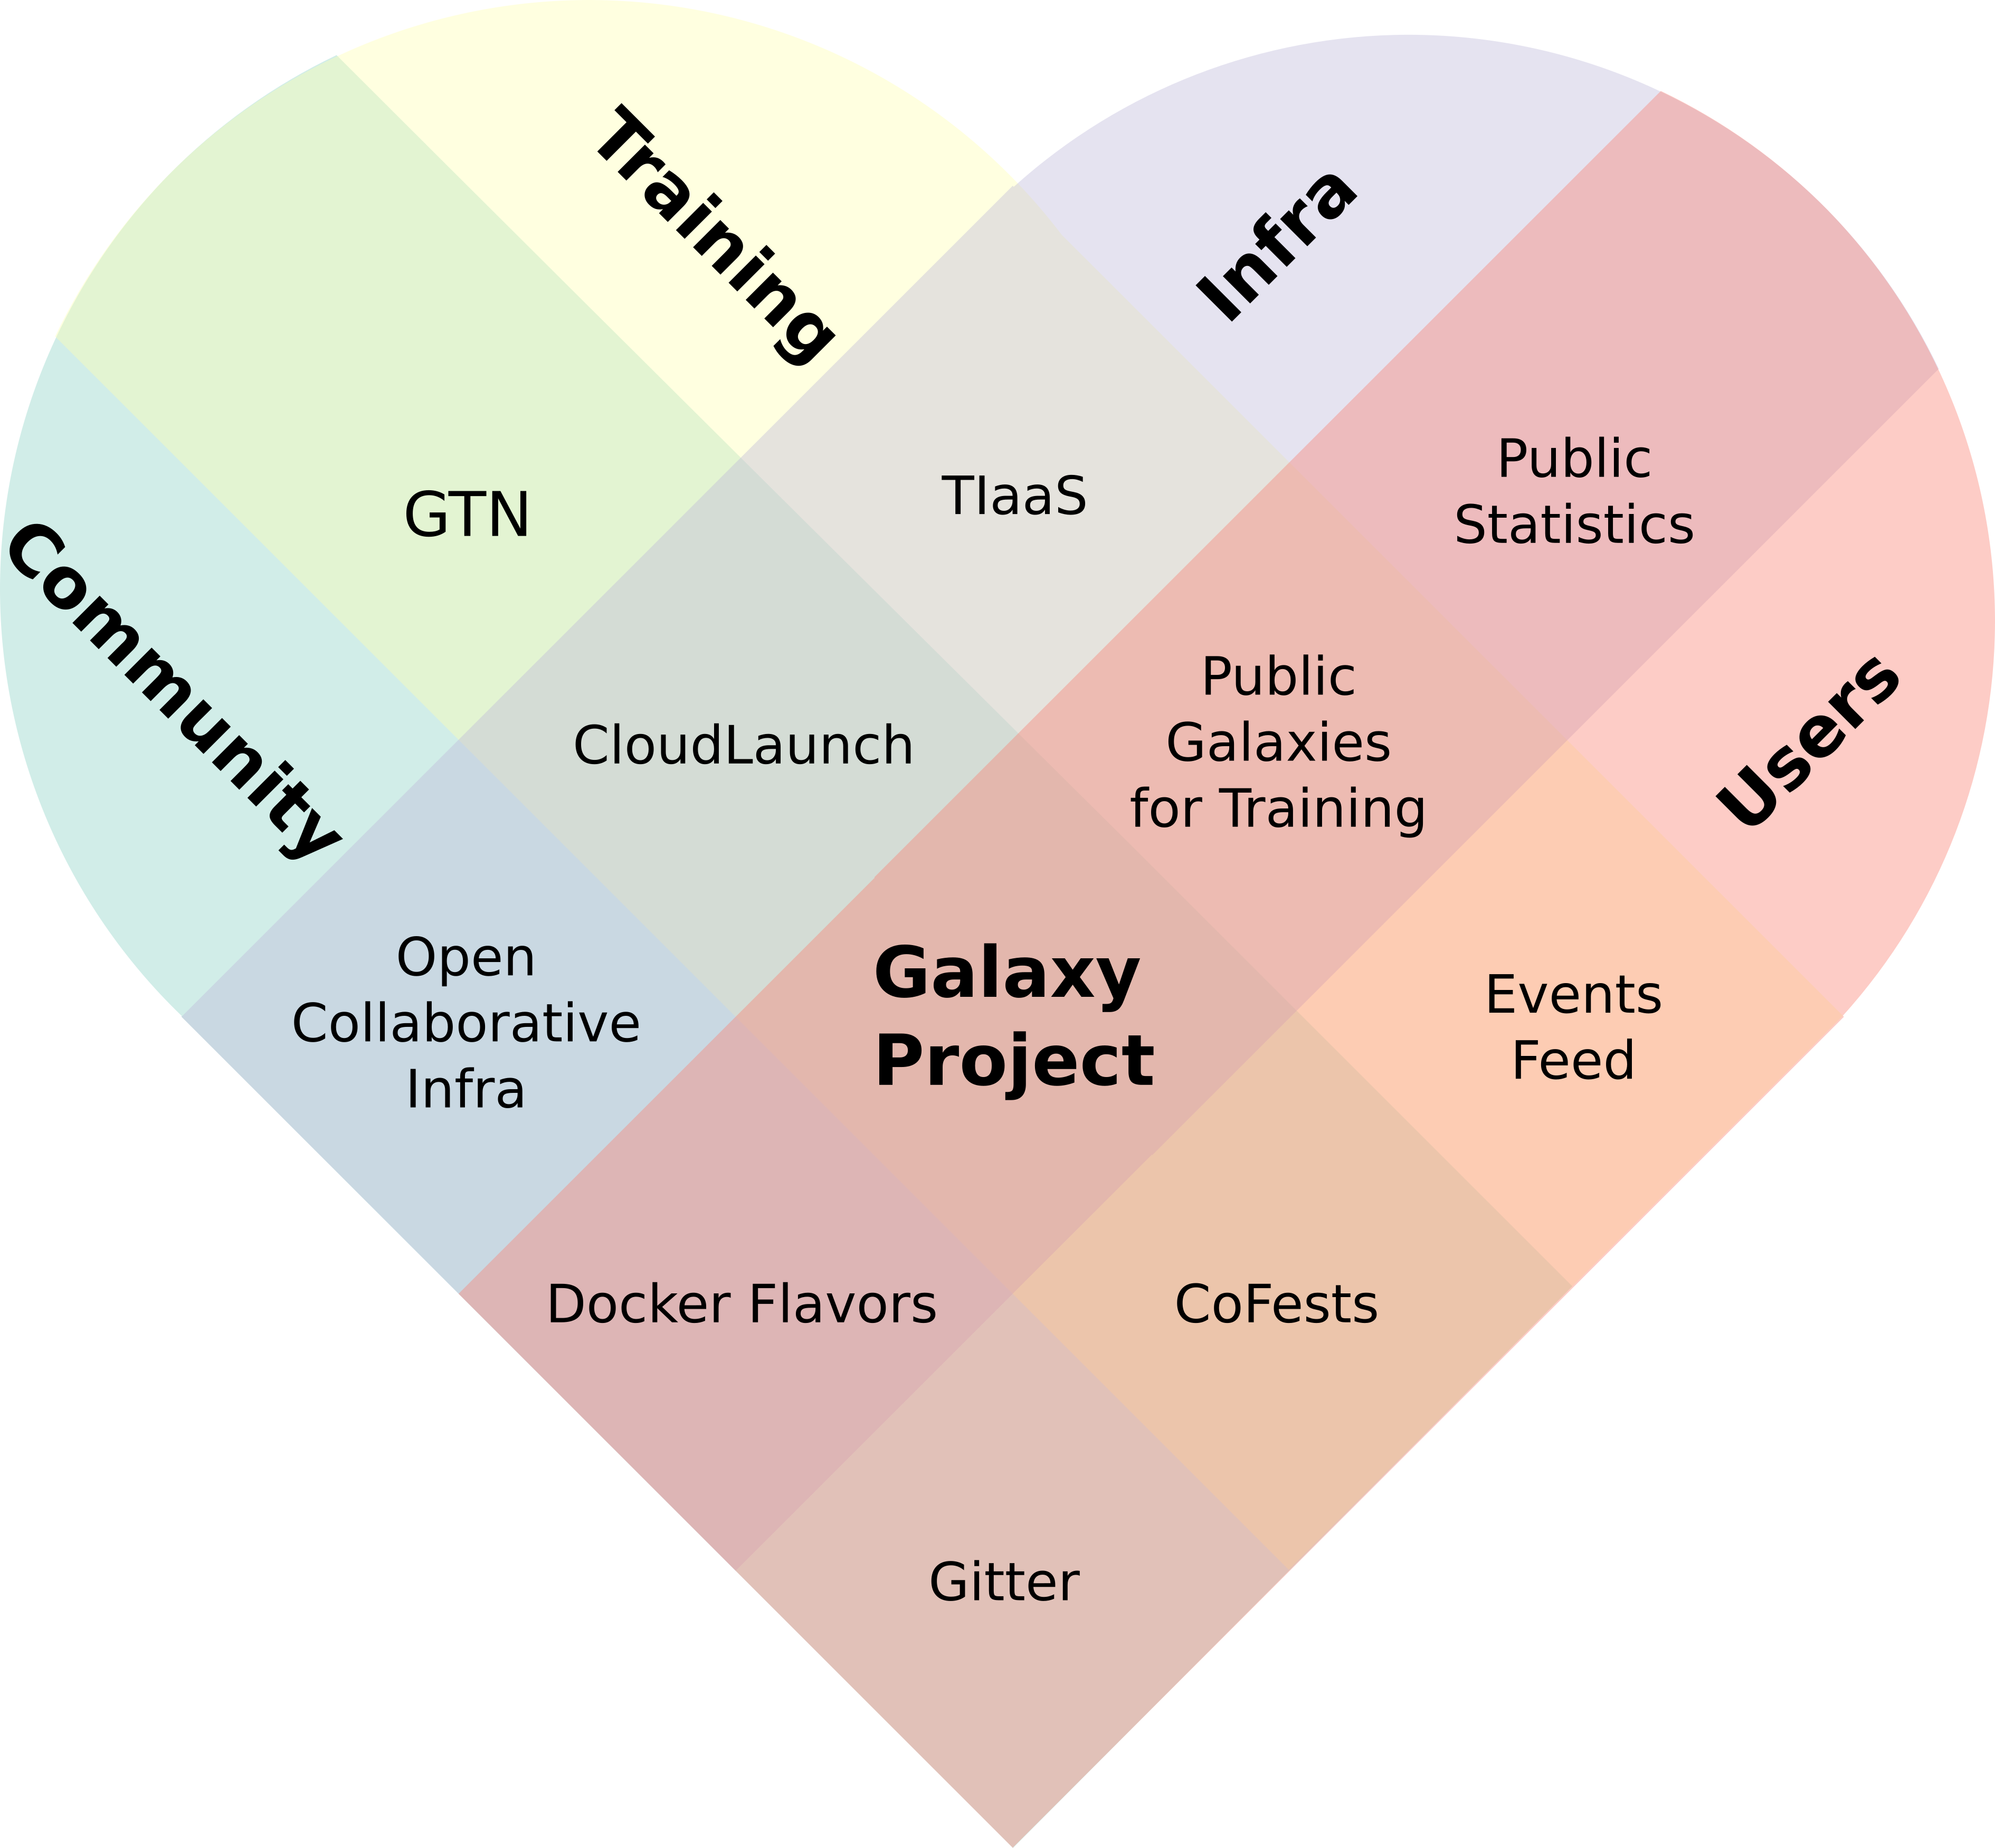 Training
Infra
Community
Users
GTN
TIaaS
Public
Statistics
CloudLaunch
Public
Galaxies
for Training
Open
Collaborative
Infra
Galaxy
Project
Events
Feed
Docker Flavors
CoFests
Gitter